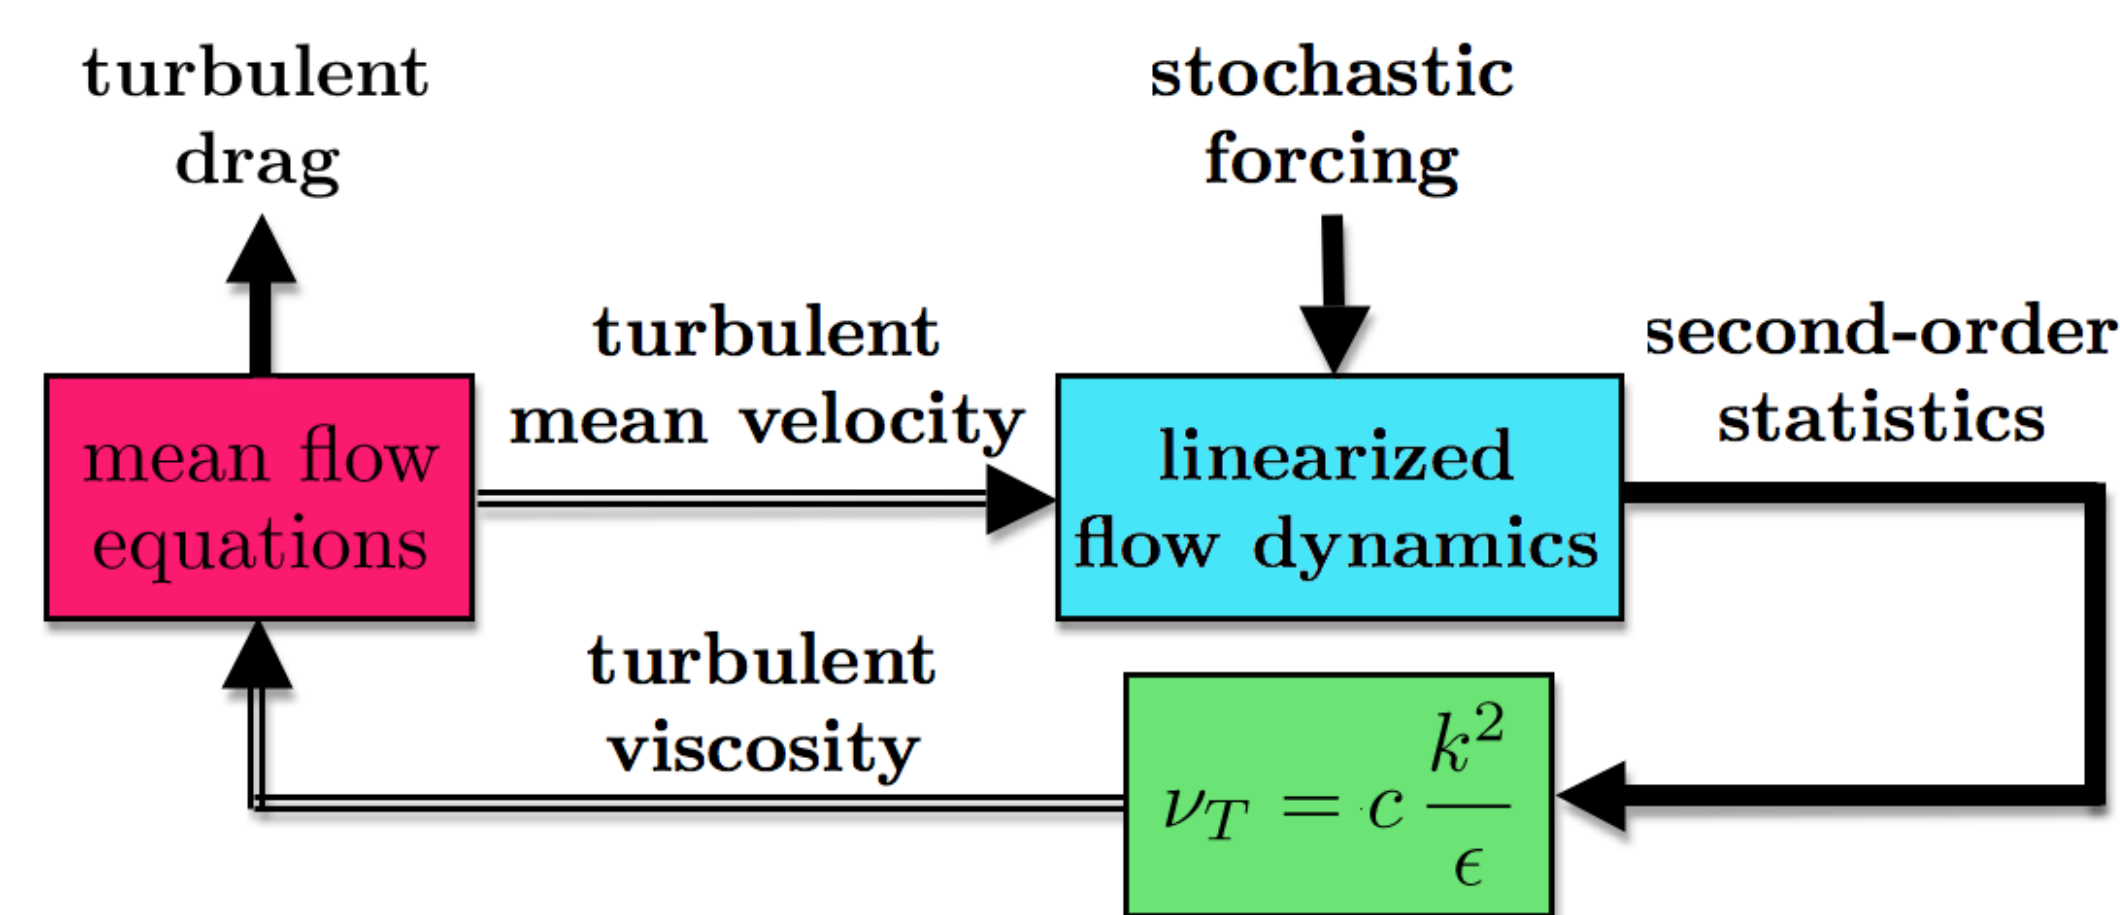 turbulent
drag
stochastic
forcing
turbulent
mean velocity
second-order
statistics
mean flow
equations
linearized
flow dynamics
turbulent
viscosity
ν_T = c k² / ϵ